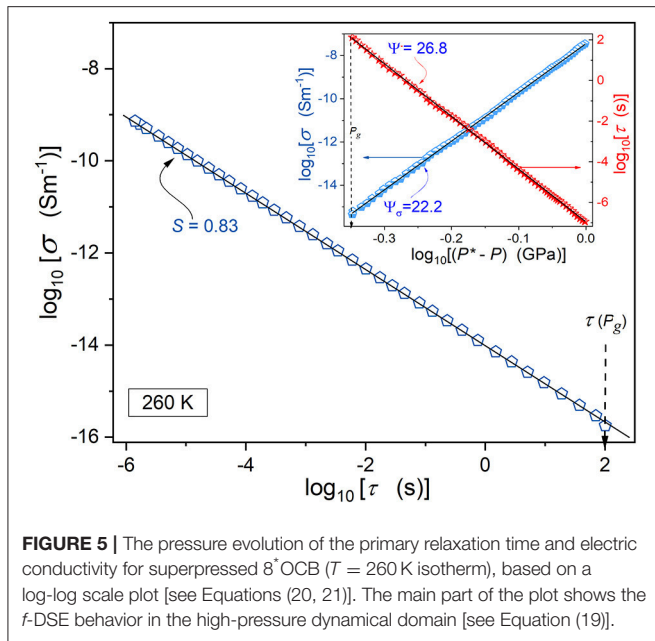 -8
-10
-12
-14
-16
log₁₀ [σ (Sm⁻¹)]
-6
-4
-2
0
2
log₁₀ [τ (s)]
S = 0.83
260 K
τ (Pg)
-8
-10
-12
-14
log₁₀[σ (Sm⁻¹)]
2
0
-2
-4
-6
log₁₀[τ (s)]
-0.3
-0.2
-0.1
0.0
log₁₀[(P* - P) (GPa)]
Ψ = 26.8
Ψσ=22.2
Pg
FIGURE 5 | The pressure evolution of the primary relaxation time and electric
conductivity for superpressed 8*OCB (T = 260 K isotherm), based on a
log-log scale plot [see Equations (20, 21)]. The main part of the plot shows the
f-DSE behavior in the high-pressure dynamical domain [see Equation (19)].